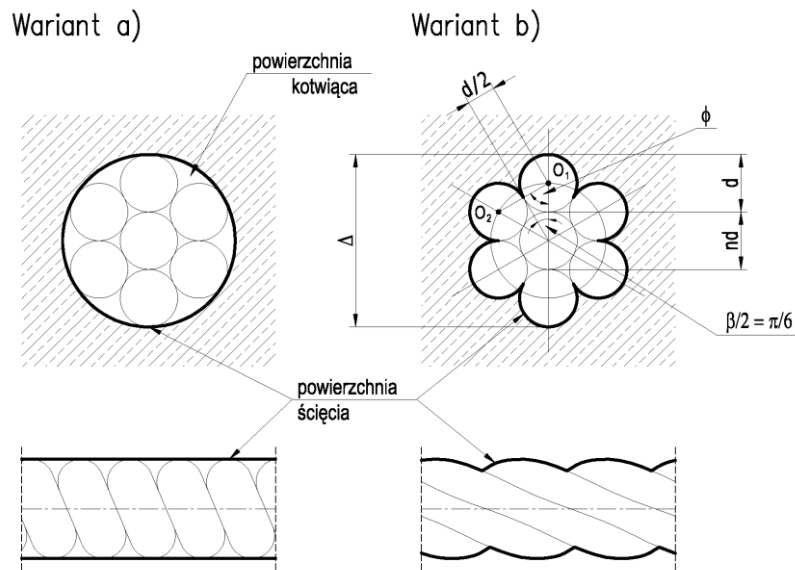 Wariant a)
Wariant b)
powierzchnia
kotwiąca
d/2
ϕ
O₁
O₂
d
nd
Δ
β/2 = π/6
powierzchnia
ścięcia